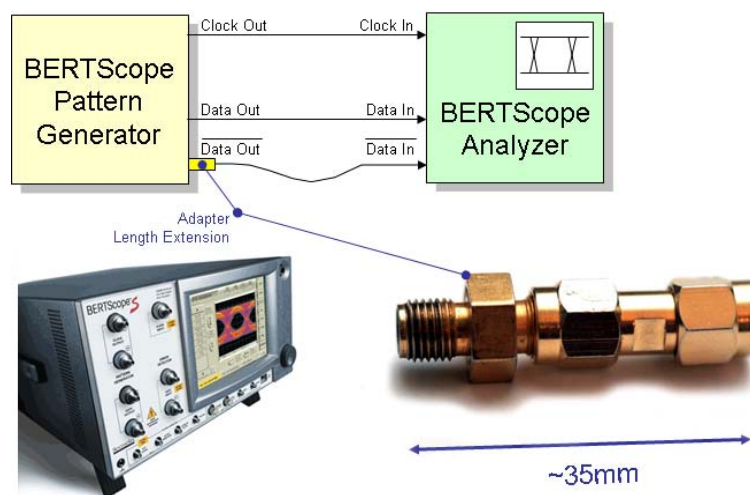 Clock Out
Clock In
BERTScope
Pattern
Generator
Data Out
Data In
BERTScope
Analyzer
Data Out
Data In
Adapter
Length Extension
BERTScope S
~35mm